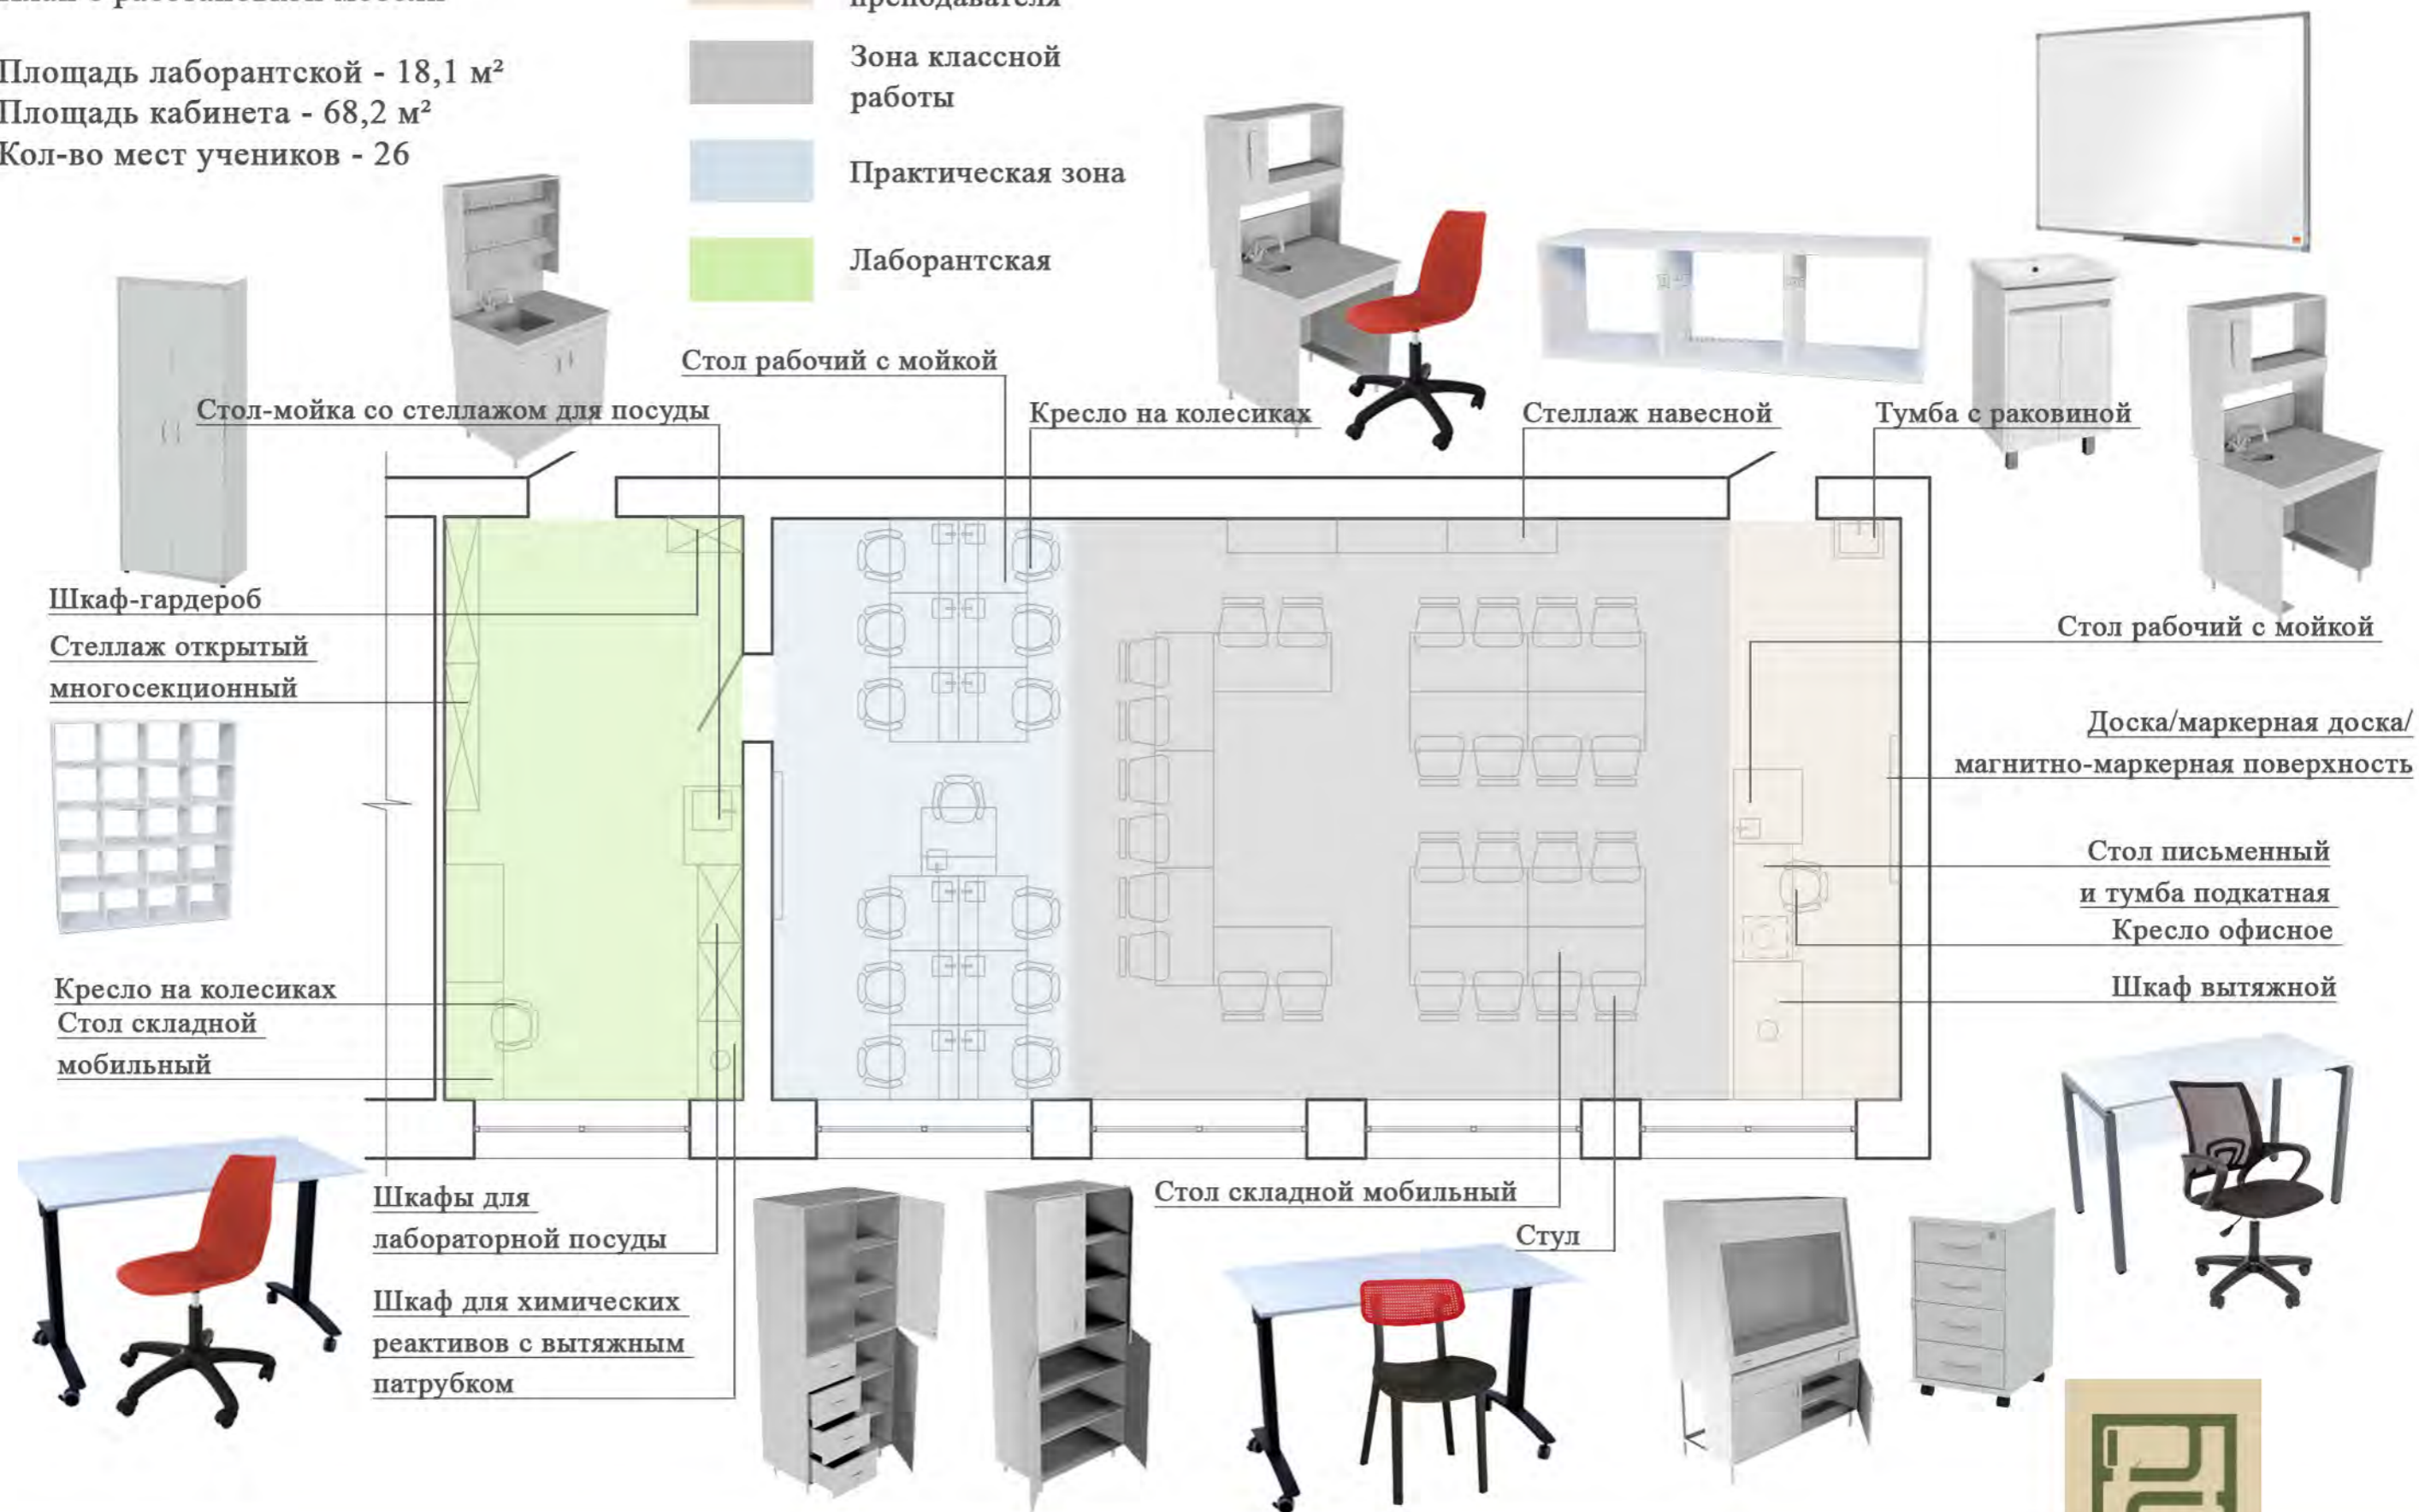 Площадь лаборантской - 18,1 м²
Площадь кабинета - 68,2 м²
Кол-во мест учеников - 26
преподавателя
Зона классной
работы
Практическая зона
Лаборантская
Стол рабочий с мойкой
Стол-мойка со стеллажом для посуды
Кресло на колесиках
Стеллаж навесной
Тумба с раковиной
Шкаф-гардероб
Стеллаж открытый
многосекционный
Стол рабочий с мойкой
Доска/маркерная доска/
магнитно-маркерная поверхность
Стол письменный
и тумба подкатная
Кресло офисное
Шкаф вытяжной
Кресло на колесиках
Стол складной
мобильный
Шкафы для
лабораторной посуды
Шкаф для химических
реактивов с вытяжным
патрубком
Стол складной мобильный
Стул